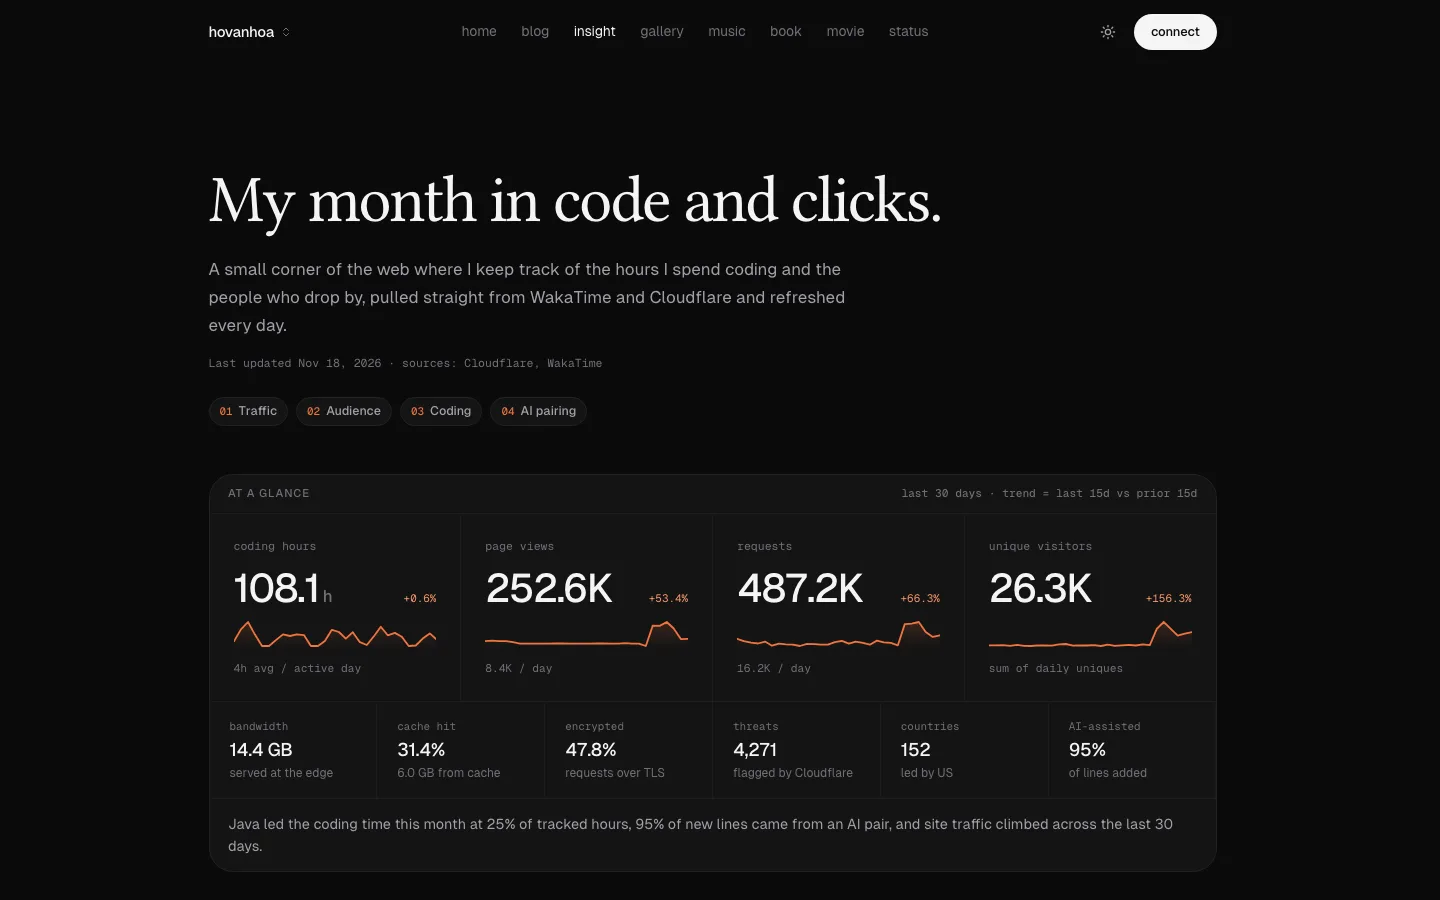 hovanhoa
home blog insight gallery music book movie status
connect
My month in code and clicks.
A small corner of the web where I keep track of the hours I spend coding and the
people who drop by, pulled straight from WakaTime and Cloudflare and refreshed
every day.
Last updated Nov 18, 2026 · sources: Cloudflare, WakaTime
01 Traffic 02 Audience 03 Coding 04 AI pairing
AT A GLANCE
last 30 days · trend = last 15d vs prior 15d
coding hours
108.1 h
+0.6%
4h avg / active day
page views
252.6K
+53.4%
8.4K / day
requests
487.2K
+66.3%
16.2K / day
unique visitors
26.3K
+156.3%
sum of daily uniques
bandwidth
14.4 GB
served at the edge
cache hit
31.4%
6.0 GB from cache
encrypted
47.8%
requests over TLS
threats
4,271
flagged by Cloudflare
countries
152
led by US
AI-assisted
95%
of lines added
Java led the coding time this month at 25% of tracked hours, 95% of new lines came from an AI pair, and site traffic climbed across the last 30
days.